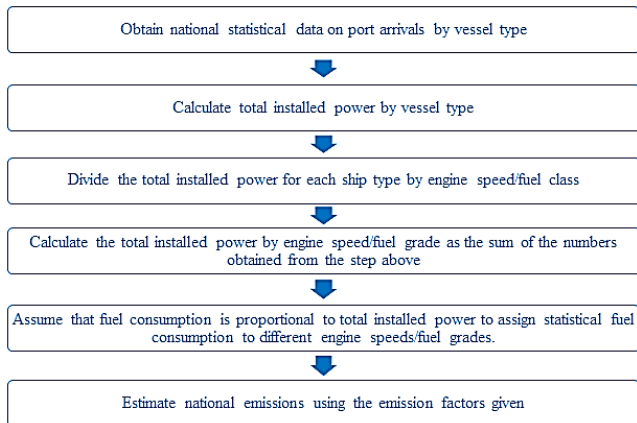 Obtain national statistical data on port arrivals by vessel type
Calculate total installed power by vessel type
Divide the total installed power for each ship type by engine speed/fuel class
Calculate the total installed power by engine speed/fuel grade as the sum of the numbers
obtained from the step above
Assume that fuel consumption is proportional to total installed power to assign statistical fuel
consumption to different engine speeds/fuel grades.
Estimate national emissions using the emission factors given